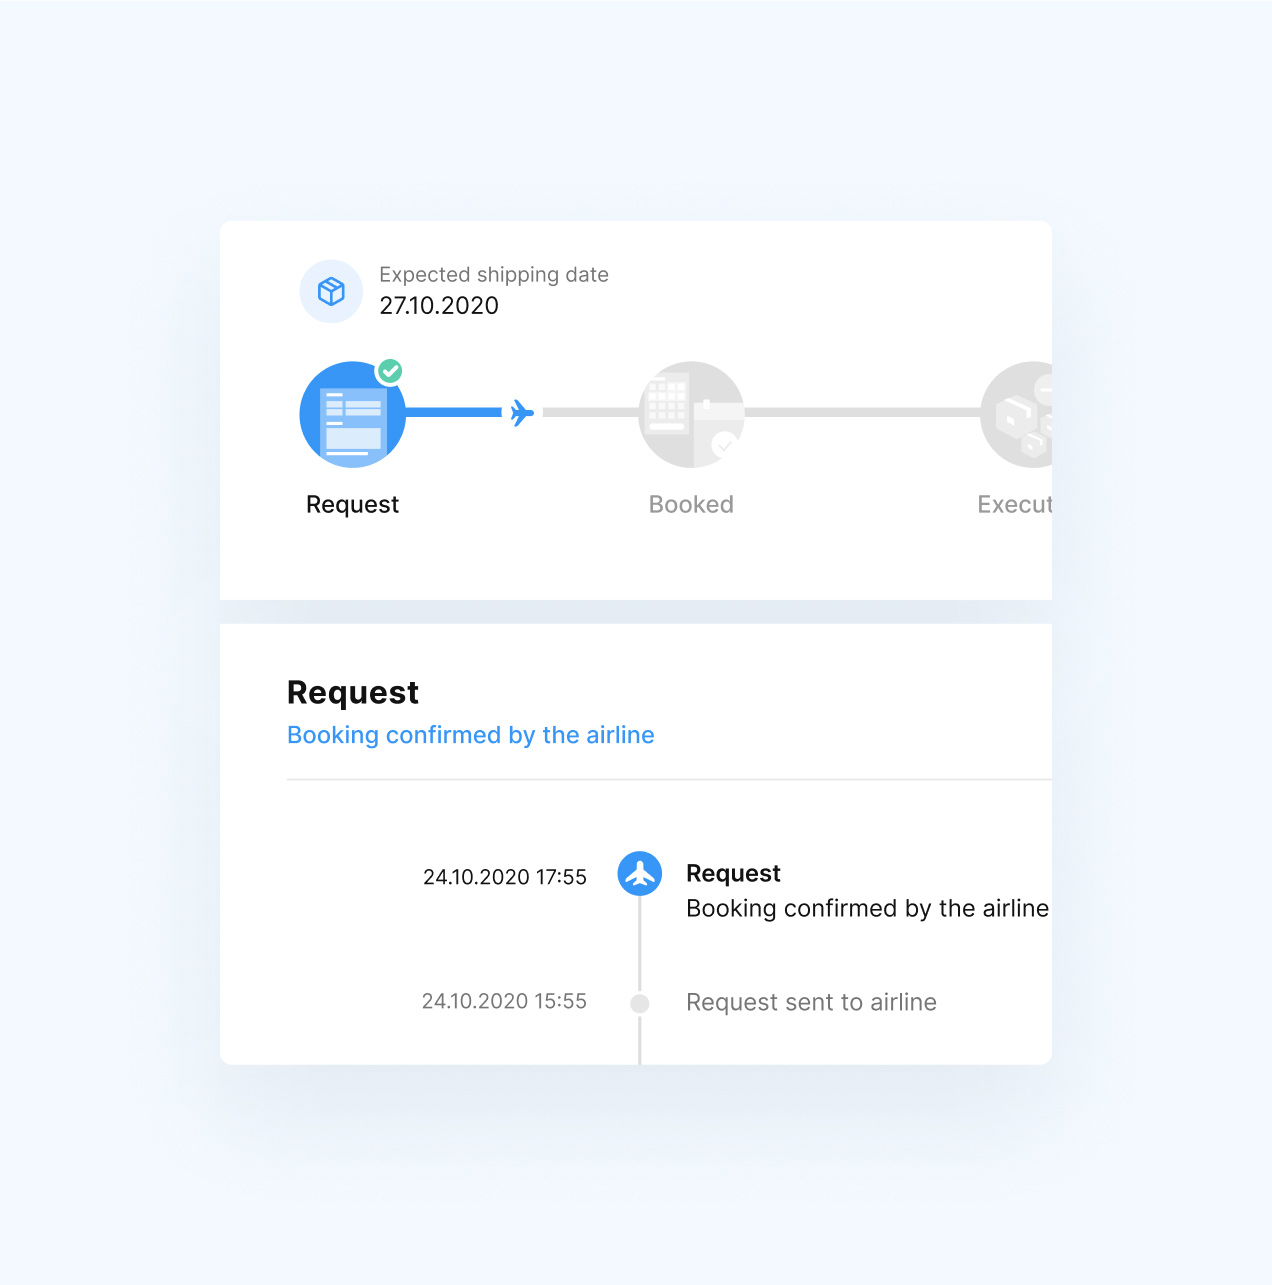 Expected shipping date
27.10.2020
Request
Booked
Execut
Request
Booking confirmed by the airline
24.10.2020 17:55
Request
Booking confirmed by the airline
24.10.2020 15:55
Request sent to airline